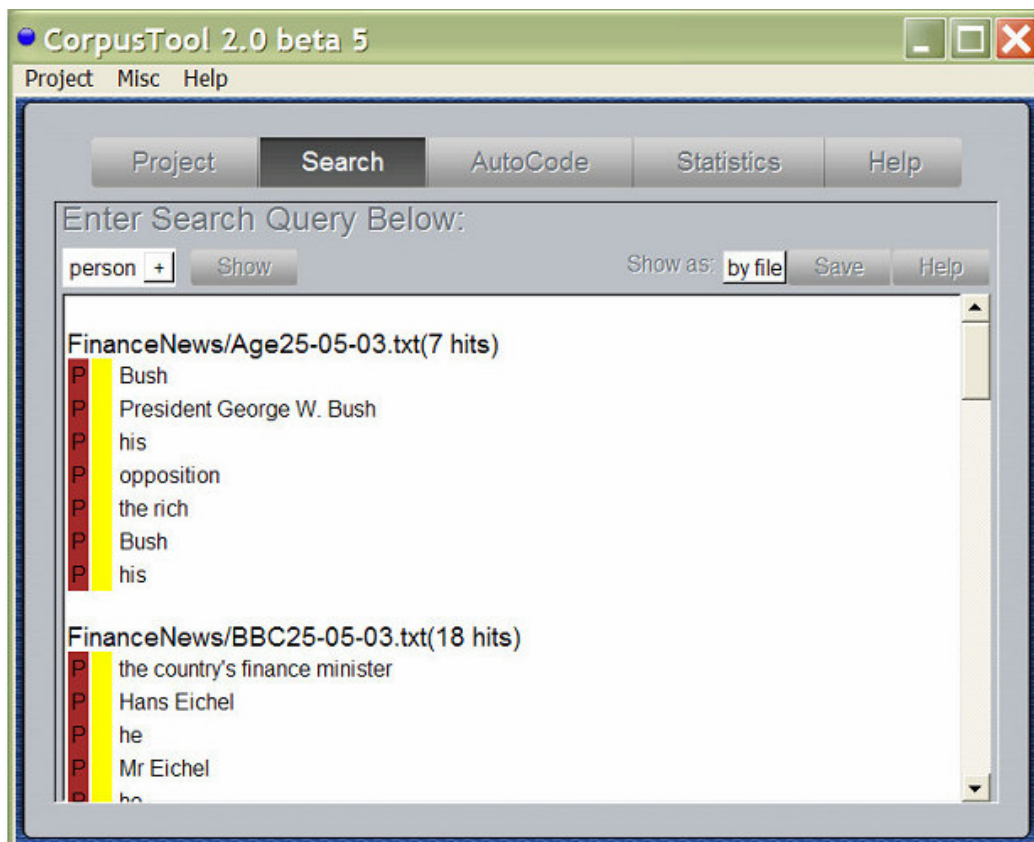 CorpusTool 2.0 beta 5
Project Misc Help
Project Search AutoCode Statistics Help
Enter Search Query Below:
person + Show Show as: by file Save Help
FinanceNews/Age25-05-03.txt(7 hits)
P Bush
P President George W. Bush
P his
P opposition
P the rich
P Bush
P his
FinanceNews/BBC25-05-03.txt(18 hits)
P the country's finance minister
P Hans Eichel
P he
P Mr Eichel
P